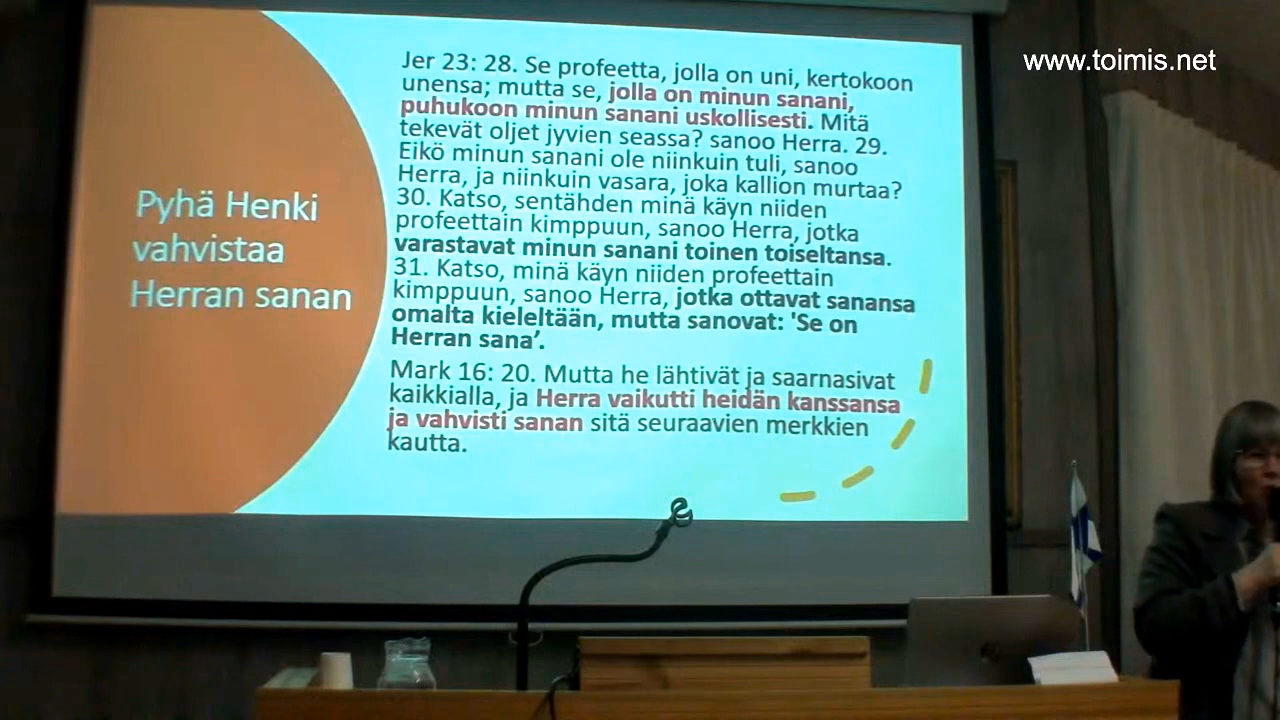 www.toimis.net
Pyhä Henki
vahvistaa
Herran sanan
Jer 23: 28. Se profeetta, jolla on uni, kertokoon
unensa; mutta se, jolla on minun sanani,
puhukoon minun sanani uskollisesti. Mitä
tekevät oljet jyvien seassa? sanoo Herra. 29.
Eikö minun sanani ole niinkuin tuli, sanoo
Herra, ja niinkuin vasara, joka kallion murtaa?
30. Katso, sentähden minä käyn niiden
profeettain kimppuun, sanoo Herra, jotka
varastavat minun sanani toinen toiseltansa.
31. Katso, minä käyn niiden profeettain
kimppuun, sanoo Herra, jotka ottavat sanansa
omalta kieleltään, mutta sanovat: 'Se on
Herran sana’.
Mark 16: 20. Mutta he lähtivät ja saarnasivat
kaikkialla, ja Herra vaikutti heidän kanssansa
ja vahvisti sanan sitä seuraavien merkkien
kautta.